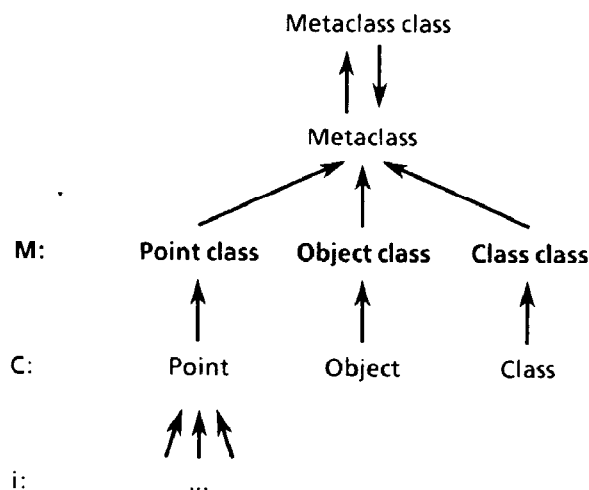 Metaclass class
Metaclass
M: Point class Object class Class class
C: Point Object Class
i: ...